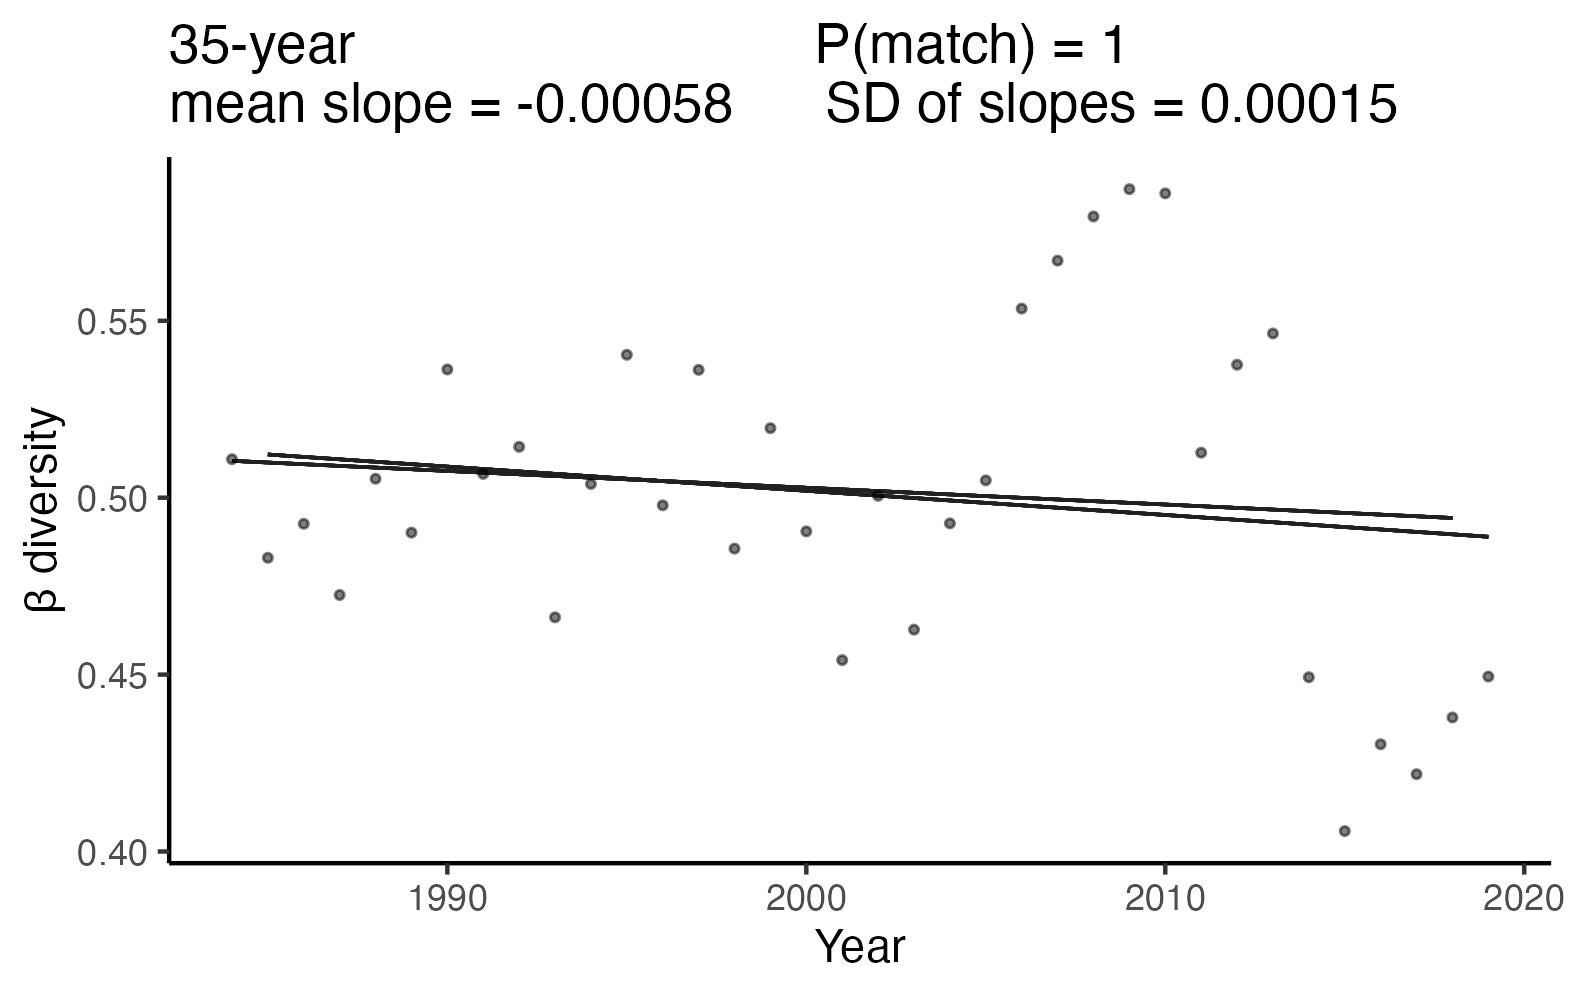 35-year P(match) = 1
mean slope = -0.00058 SD of slopes = 0.00015
β diversity
0.55
0.50
0.45
0.40
1990 2000 2010 2020
Year